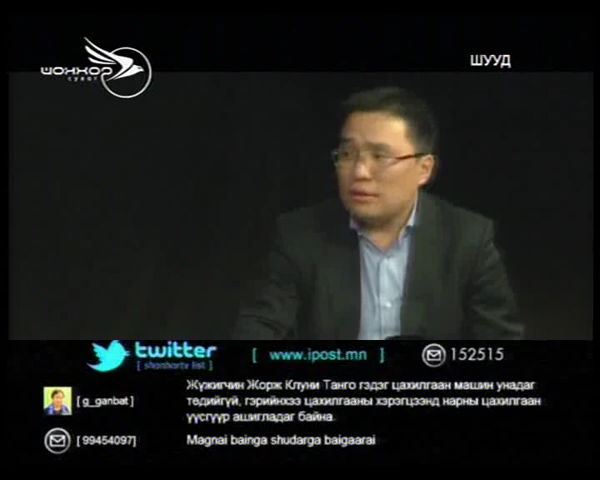 ШОНХОР
суваг
ШУУД
twitter
[ shonhortv list ]
[ www.ipost.mn ]
152515
[ g_ganbat ]
Жүжигчин Жорж Клуни Танго гэдэг цахилгаан машин унадаг
төдийгүй, гэрийнхээ цахилгааны хэрэгцээнд нарны цахилгаан
үүсгүүр ашигладаг байна.
[ 99454097]
Magnai bainga shudarga baigaarai